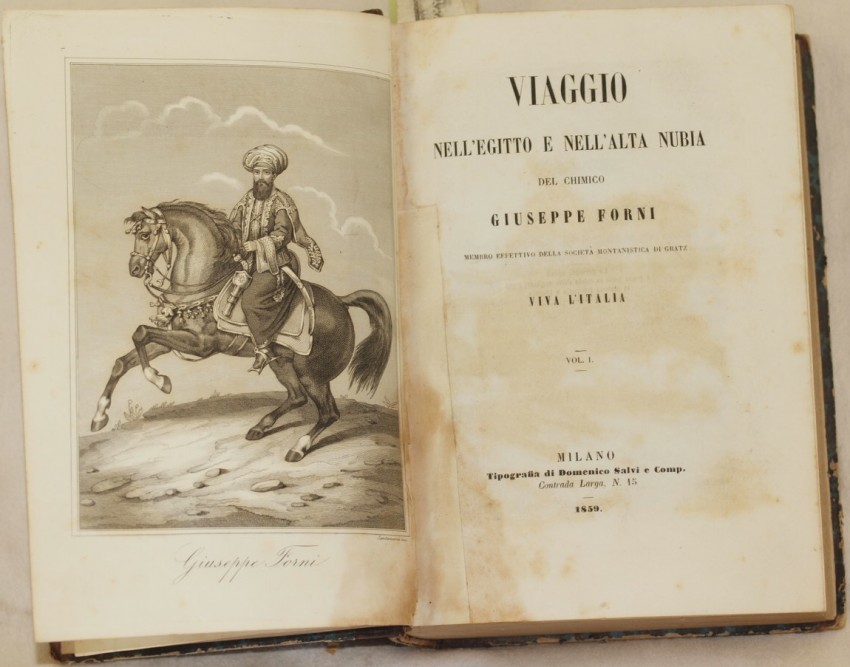 Giuseppe Forni
VIAGGIO
NELL'EGITTO E NELL'ALTA NUBIA
DEL CHIMICO
GIUSEPPE FORNI
MEMBRO EFFETTIVO DELLA SOCIETÀ MONTANISTICA DI GRATZ
VIVA L'ITALIA
VOL. I.
MILANO
Tipografia di Domenico Salvi e Comp.
Contrada Larga, N. 15
1859.